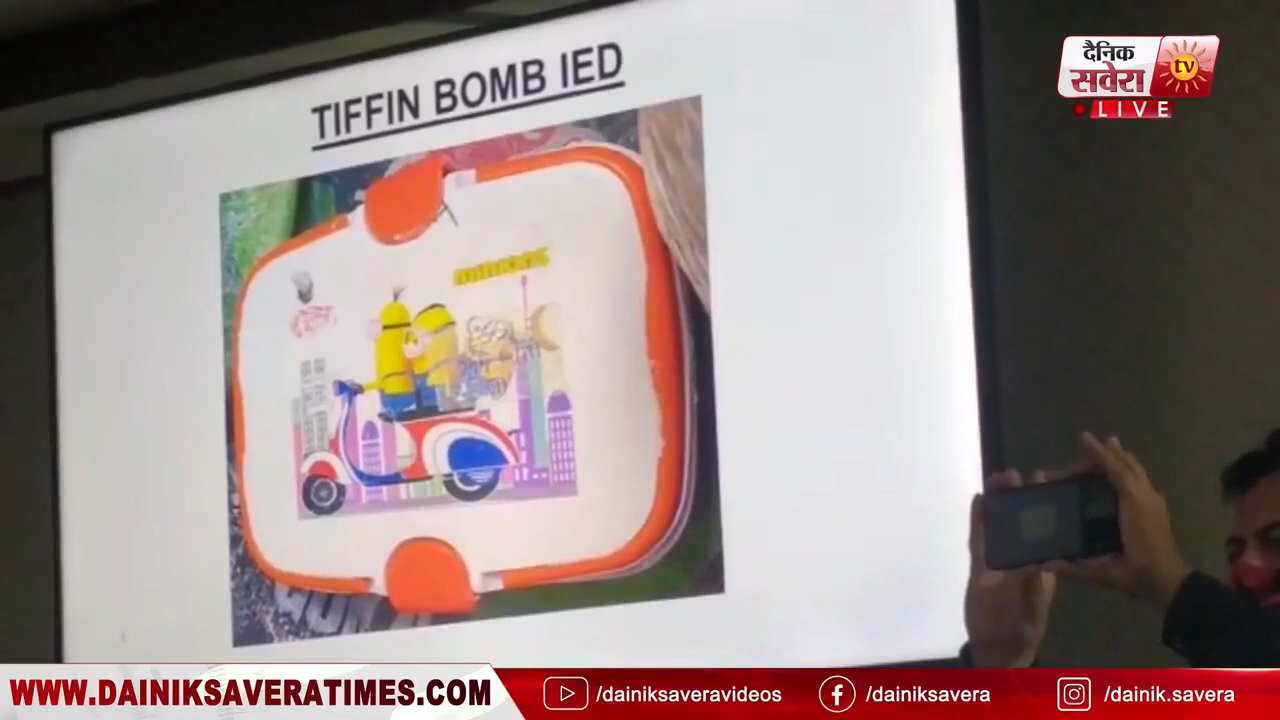 TIFFIN BOMB IED
दैनिक
सवेरा
tv
LIVE
WWW.DAINIKSAVERATIMES.COM
/dainiksaveravideos
/dainiksavera
/dainik.savera